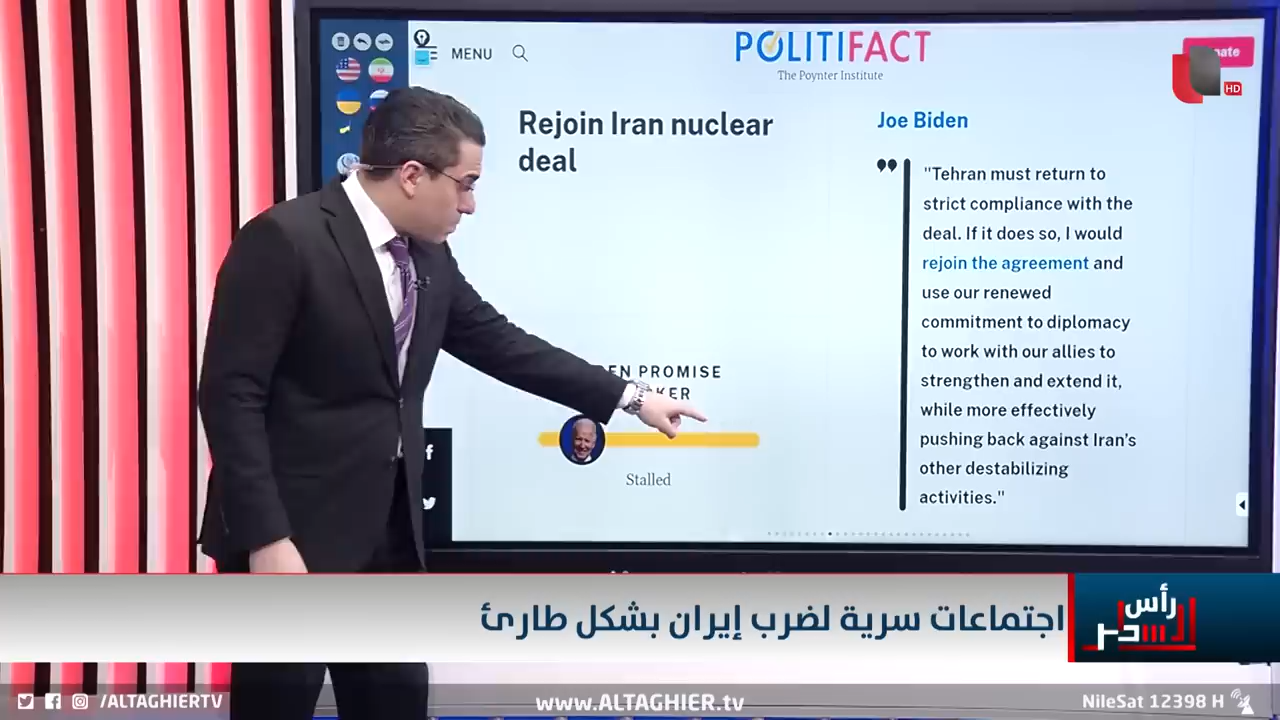 MENU
POLITIFACT
The Poynter Institute
HD
Rejoin Iran nuclear
deal
Joe Biden
"Tehran must return to
strict compliance with the
deal. If it does so, I would
rejoin the agreement and
use our renewed
commitment to diplomacy
to work with our allies to
strengthen and extend it,
while more effectively
pushing back against Iran's
other destabilizing
activities."
PROMISE
Stalled
اجتماعات سرية لضرب إيران بشكل طارئ
رأس
السطر
/ALTAGHIERTV
www.ALTAGHIER.tv
NileSat 12398 H